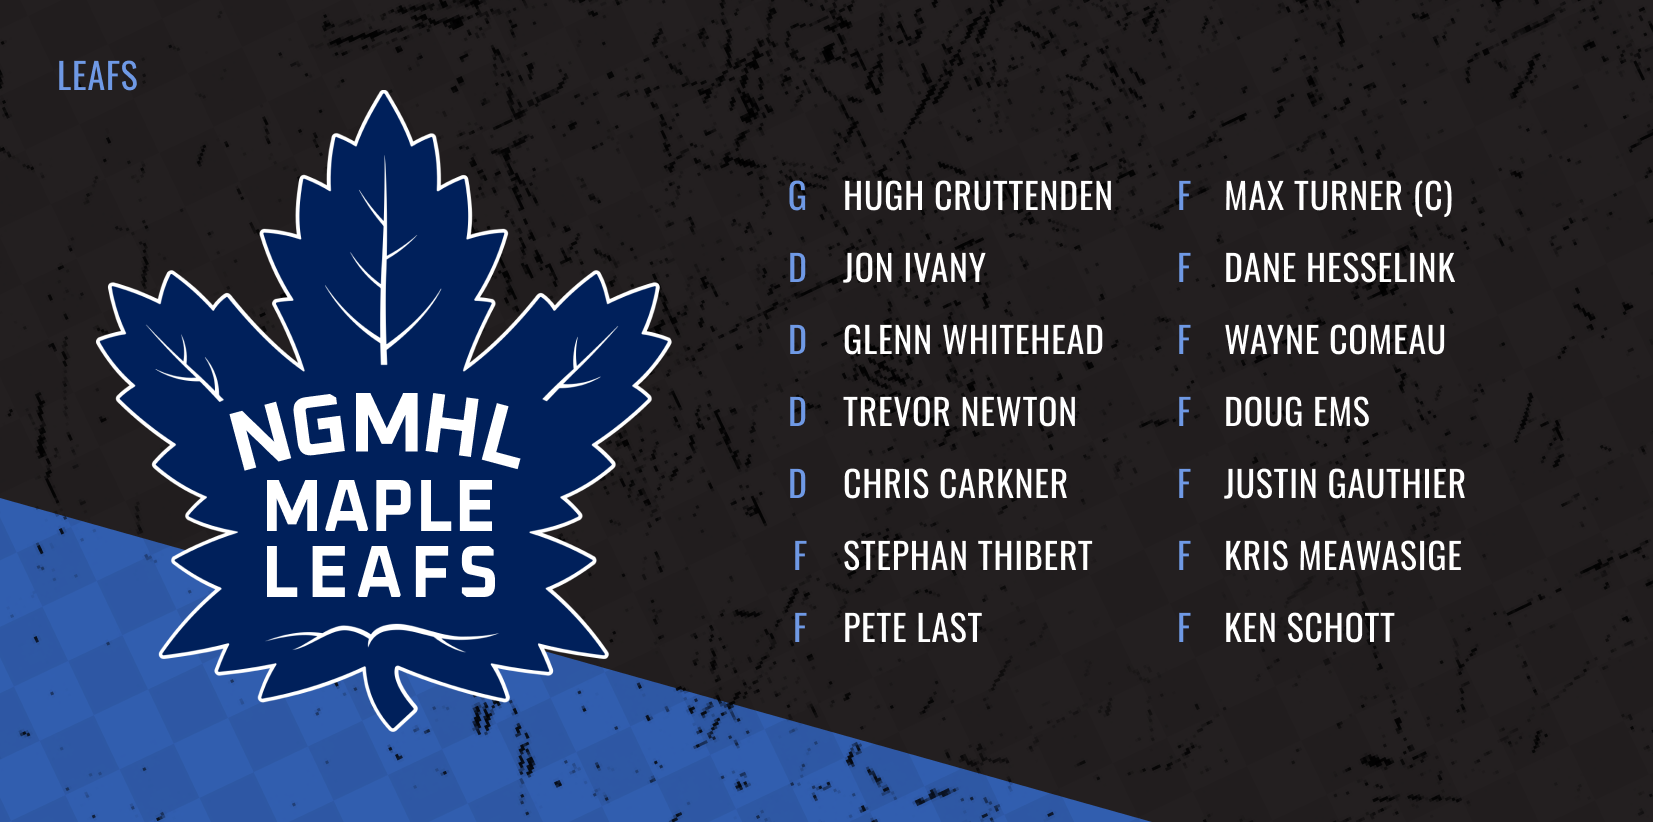 LEAFS
NGMHL
MAPLE
LEAFS
G HUGH CRUTTENDEN
D JON IVANY
D GLENN WHITEHEAD
D TREVOR NEWTON
D CHRIS CARKNER
F STEPHAN THIBERT
F PETE LAST
F MAX TURNER (C)
F DANE HESSELINK
F WAYNE COMEAU
F DOUG EMS
F JUSTIN GAUTHIER
F KRIS MEAWASIGE
F KEN SCHOTT